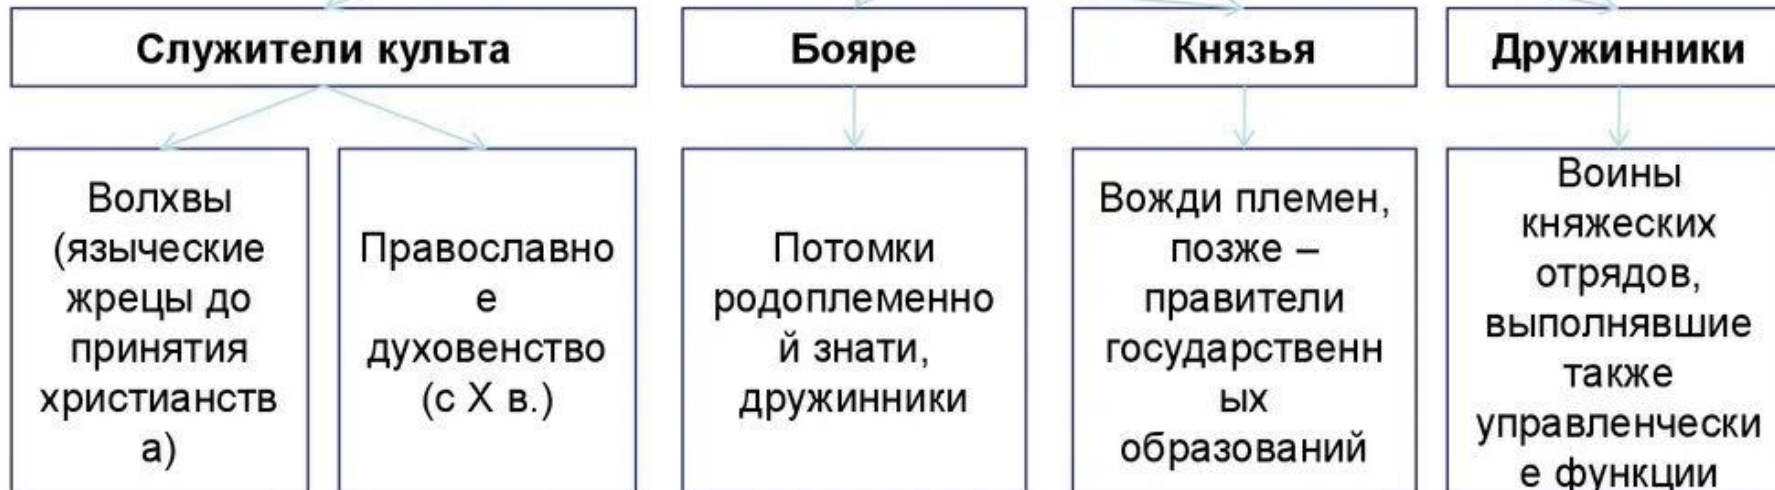 Служители культа
Бояре
Князья
Дружинники
Волхвы
(языческие
жрецы до
принятия
христианств
а)
Православно
е
духовенство
(с X в.)
Потомки
родоплеменно
й знати,
дружинники
Вожди племен,
позже –
правители
государственн
ых
образований
Воины
княжеских
отрядов,
выполнявшие
также
управленчески
е функции